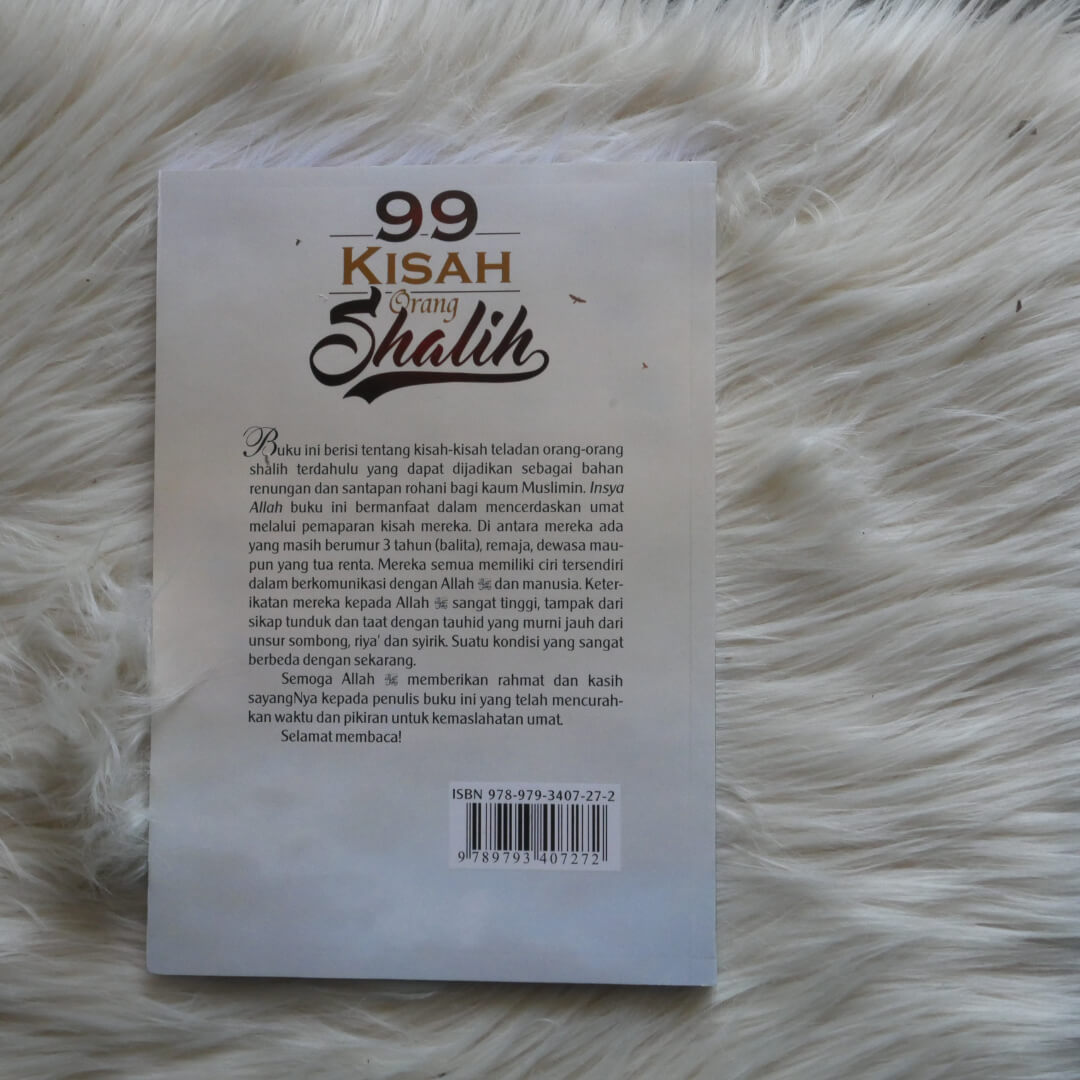 99
KISAH
Orang
Shalih
Buku ini berisi tentang kisah-kisah teladan orang-orang
shalih terdahulu yang dapat dijadikan sebagai bahan
renungan dan santapan rohani bagi kaum Muslimin. Insya
Allah buku ini bermanfaat dalam mencerdaskan umat
melalui pemaparan kisah mereka. Di antara mereka ada
yang masih berumur 3 tahun (balita), remaja, dewasa mau-
pun yang tua renta. Mereka semua memiliki ciri tersendiri
dalam berkomunikasi dengan Allah dan manusia. Keter-
ikatan mereka kepada Allah sangat tinggi, tampak dari
sikap tunduk dan taat dengan tauhid yang murni jauh dari
unsur sombong, riya' dan syirik. Suatu kondisi yang sangat
berbeda dengan sekarang.
Semoga Allah memberikan rahmat dan kasih
sayangNya kepada penulis buku ini yang telah mencurah-
kan waktu dan pikiran untuk kemaslahatan umat.
Selamat membaca!
ISBN 978-979-3407-27-2
9 789793 407272